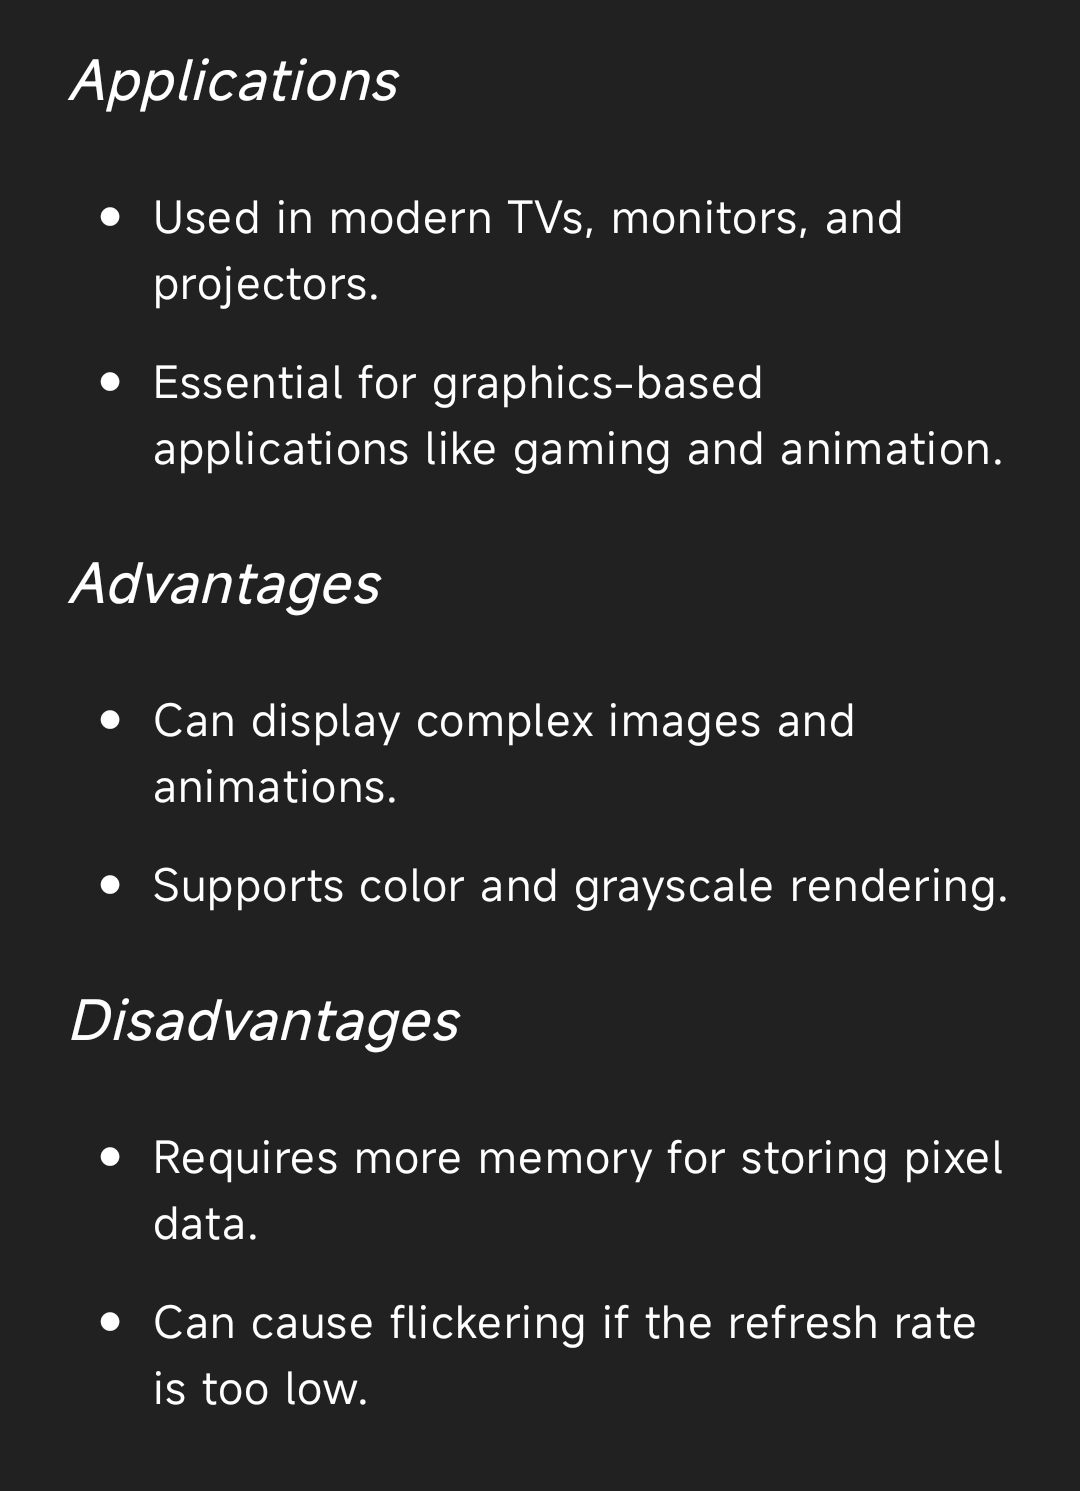 Applications
• Used in modern TVs, monitors, and
projectors.
• Essential for graphics-based
applications like gaming and animation.
Advantages
• Can display complex images and
animations.
• Supports color and grayscale rendering.
Disadvantages
• Requires more memory for storing pixel
data.
• Can cause flickering if the refresh rate
is too low.